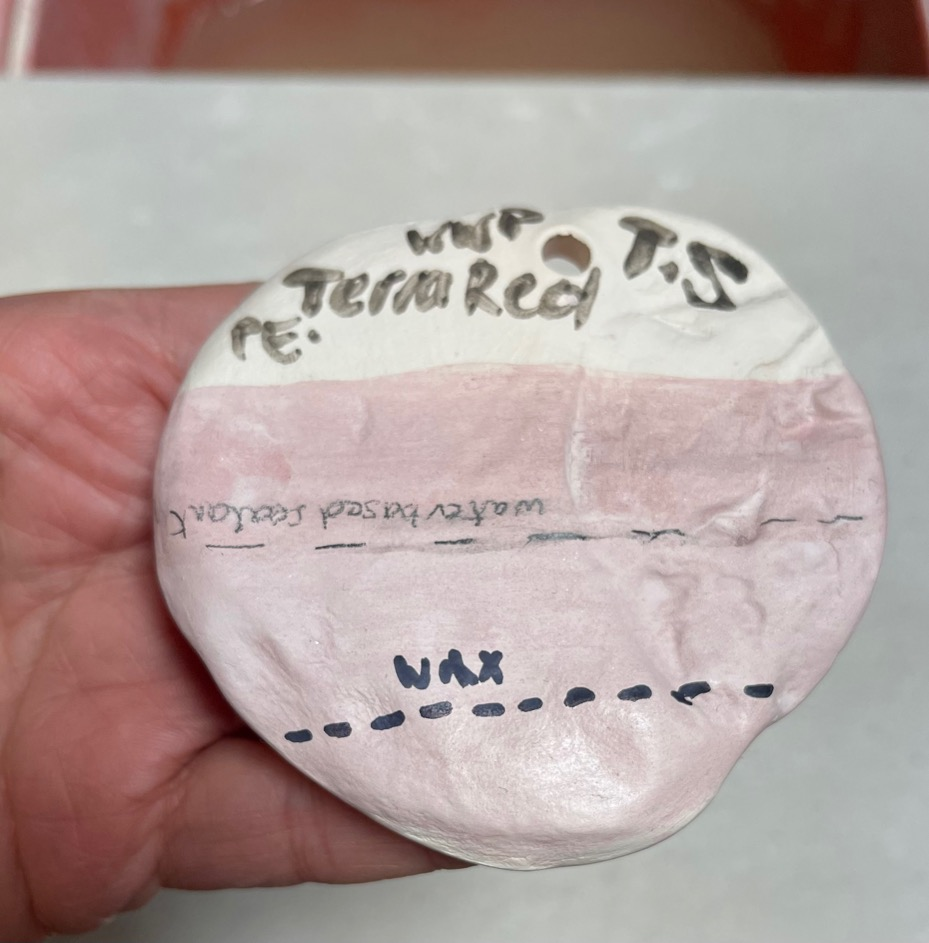 WWP
T.S
Terra Red
PE.
water based sealant
WAX